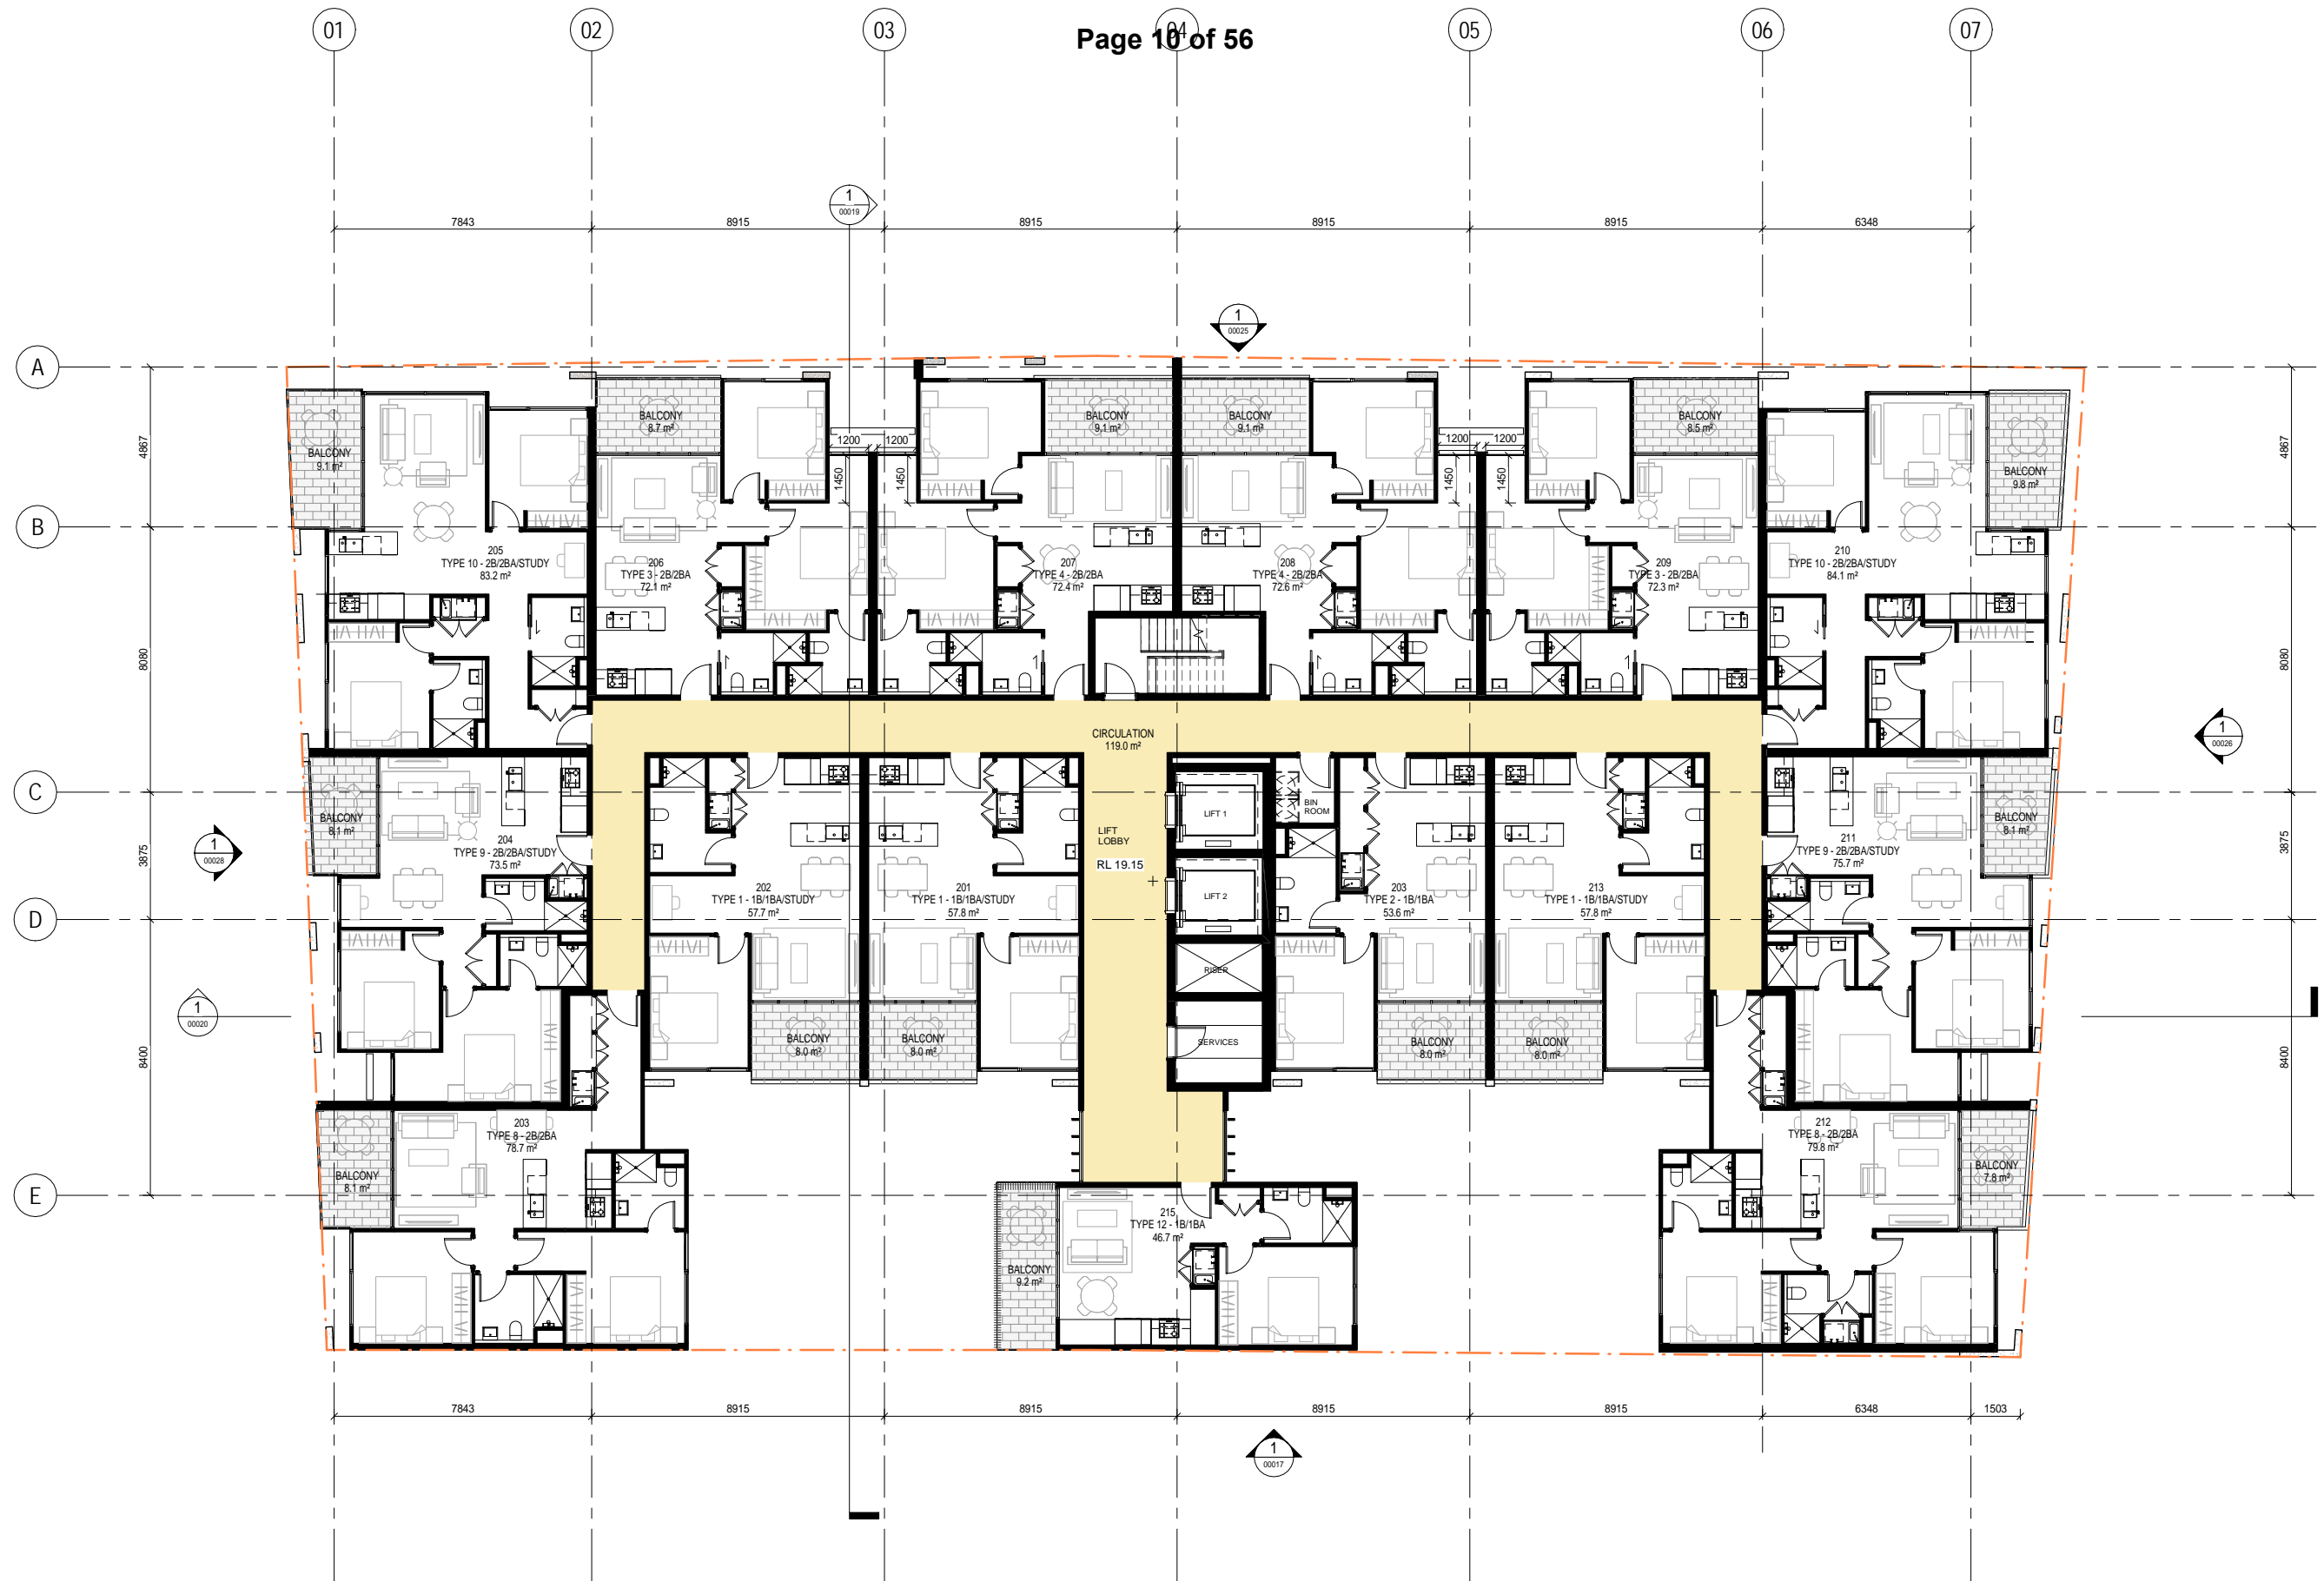 01
02
03
04
05
06
07
Page 10 of 56
1
00019
7843
8915
8915
8915
8915
6348
1
00025
A
A
4867
4867
BALCONY
9.1 m²
BALCONY
8.7 m²
BALCONY
9.1 m²
BALCONY
9.1 m²
BALCONY
8.5 m²
BALCONY
9.8 m²
1200
1200
1200
1200
1450
1450
1450
1450
B
205
TYPE 10 - 2B/2BA/STUDY
83.2 m²
206
TYPE 3 - 2B/2BA
72.1 m²
207
TYPE 4 - 2B/2BA
72.4 m²
208
TYPE 4 - 2B/2BA
72.6 m²
209
TYPE 3 - 2B/2BA
72.3 m²
210
TYPE 10 - 2B/2BA/STUDY
84.1 m²
8080
8080
CIRCULATION
119.0 m²
1
00026
C
BALCONY
8.1 m²
204
TYPE 9 - 2B/2BA/STUDY
73.5 m²
LIFT
LOBBY
RL 19.15
LIFT 1
BIN
ROOM
LIFT 2
BALCONY
8.1 m²
211
TYPE 9 - 2B/2BA/STUDY
75.7 m²
1
00028
3875
3875
202
TYPE 1 - 1B/1BA/STUDY
57.7 m²
201
TYPE 1 - 1B/1BA/STUDY
57.8 m²
203
TYPE 2 - 1B/1BA
53.6 m²
213
TYPE 1 - 1B/1BA/STUDY
57.8 m²
D
RISER
1
00020
SERVICES
BALCONY
8.0 m²
BALCONY
8.0 m²
BALCONY
8.0 m²
BALCONY
8.0 m²
8400
8400
203
TYPE 8 - 2B/2BA
78.7 m²
212
TYPE 8 - 2B/2BA
79.8 m²
BALCONY
8.1 m²
BALCONY
7.8 m²
E
215
TYPE 12 - 1B/1BA
46.7 m²
BALCONY
9.2 m²
7843
8915
8915
8915
8915
6348
1503
1
00017